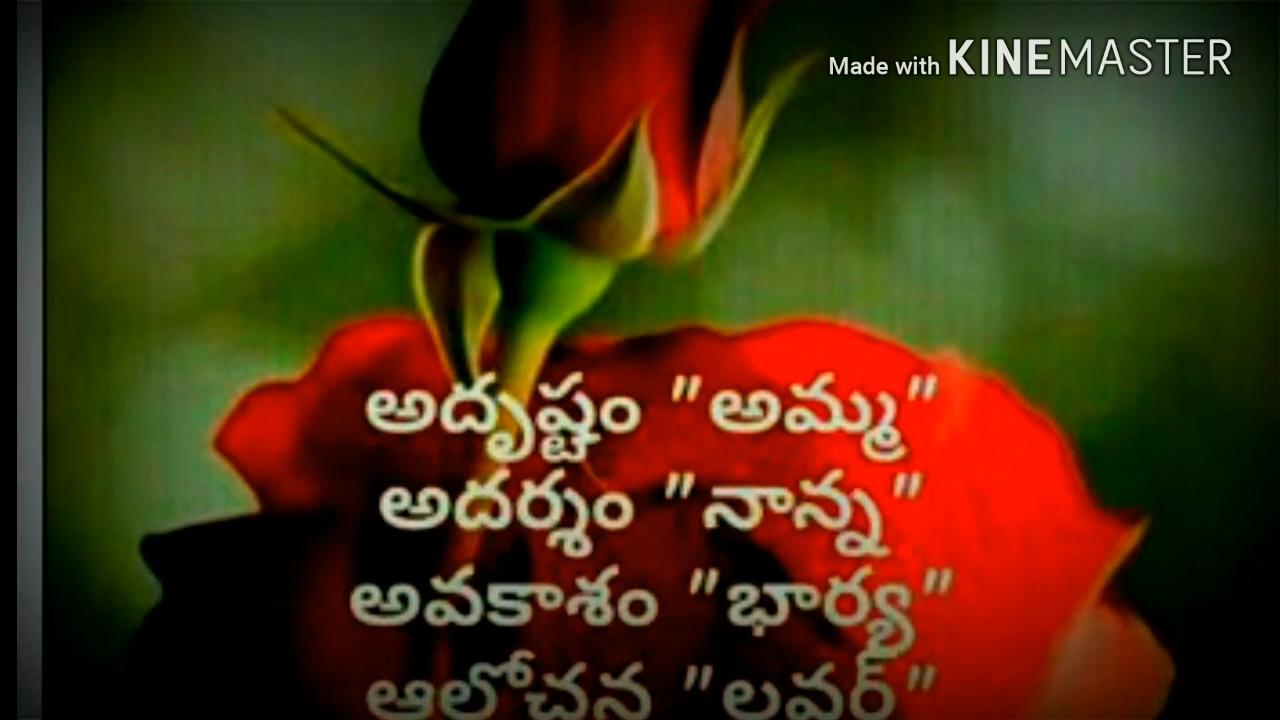 Made with KINEMASTER
అదృష్టం "అమ్మ"
అదర్శం "నాన్న"
అవకాశం "భార్య"
ఆలోచన "లవర్"